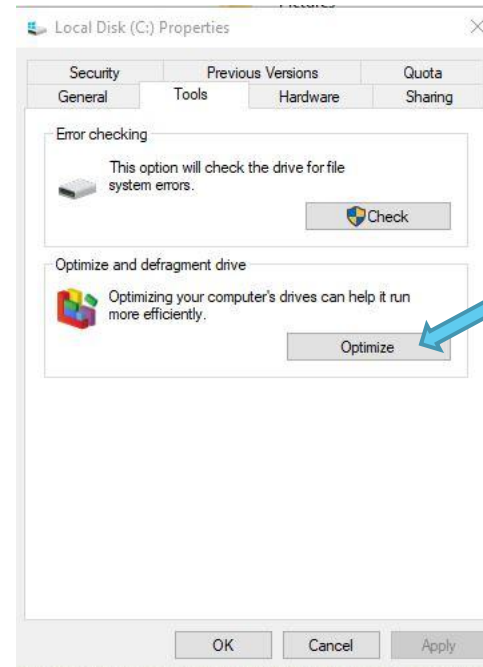 Local Disk (C:) Properties
Security Previous Versions Quota
General Tools Hardware Sharing
Error checking
This option will check the drive for file
system errors.
Check
Optimize and defragment drive
Optimizing your computer's drives can help it run
more efficiently.
Optimize
OK Cancel Apply